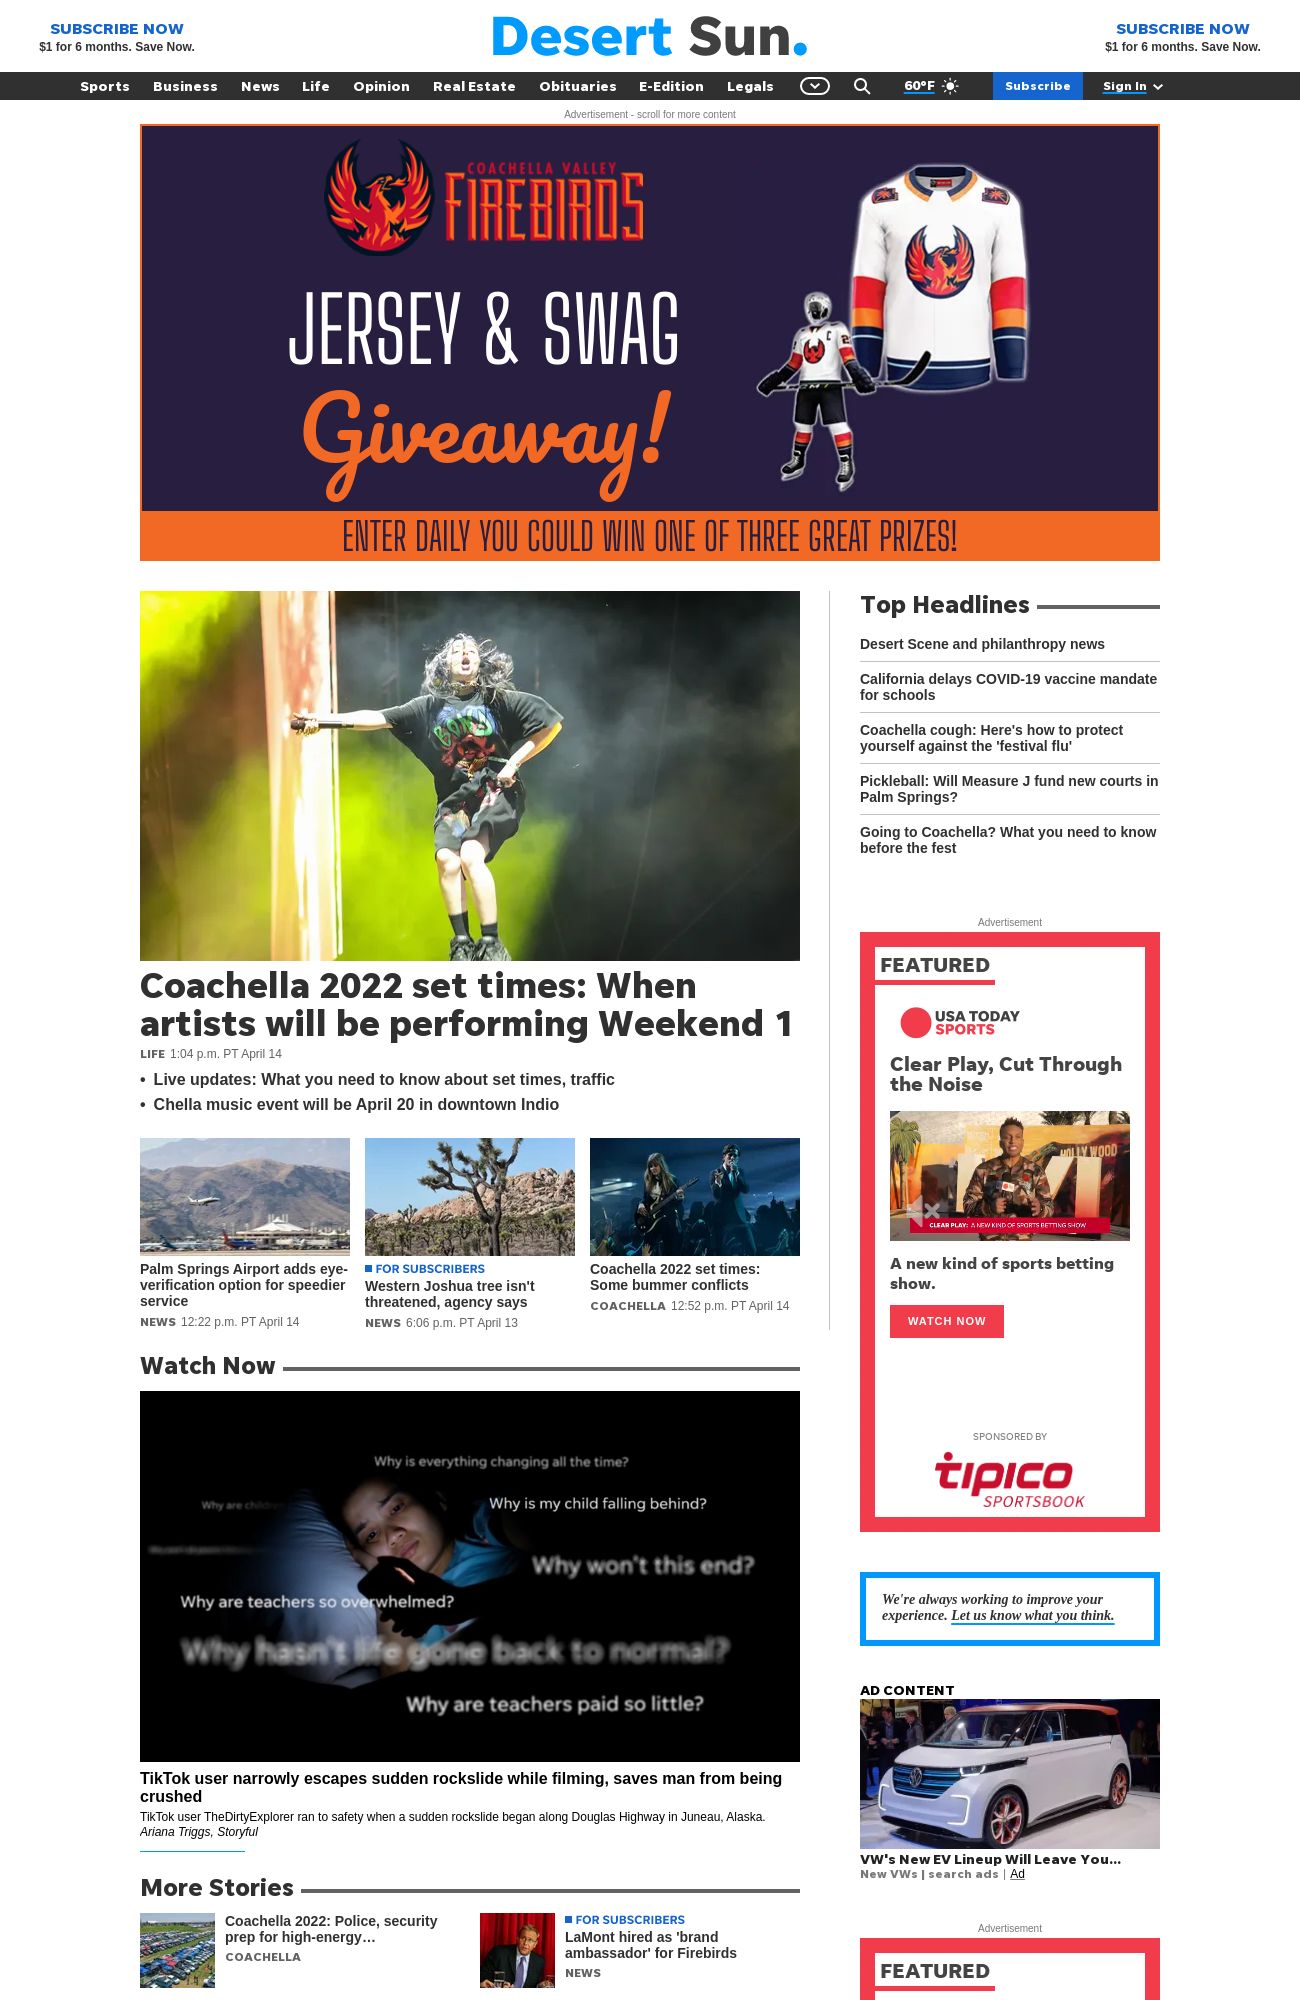 SUBSCRIBE NOW
$1 for 6 months. Save Now.
Desert Sun.
SUBSCRIBE NOW
$1 for 6 months. Save Now.
Sports Business News Life Opinion Real Estate Obituaries E-Edition Legals 60°F Subscribe Sign In
Advertisement - scroll for more content
COACHELLA VALLEY
FIREBIRDS
JERSEY & SWAG
Giveaway!
ENTER DAILY YOU COULD WIN ONE OF THREE GREAT PRIZES!
Coachella 2022 set times: When
artists will be performing Weekend 1
LIFE 1:04 p.m. PT April 14
• Live updates: What you need to know about set times, traffic
• Chella music event will be April 20 in downtown Indio
Palm Springs Airport adds eye-
verification option for speedier
service
NEWS 12:22 p.m. PT April 14
FOR SUBSCRIBERS
Western Joshua tree isn't
threatened, agency says
NEWS 6:06 p.m. PT April 13
Coachella 2022 set times:
Some bummer conflicts
COACHELLA 12:52 p.m. PT April 14
Watch Now
Why is everything changing all the time?
Why are children
Why is my child falling behind?
Why won't this end?
Why are teachers so overwhelmed?
Why hasn't life gone back to normal?
Why are teachers paid so little?
TikTok user narrowly escapes sudden rockslide while filming, saves man from being
crushed
TikTok user TheDirtyExplorer ran to safety when a sudden rockslide began along Douglas Highway in Juneau, Alaska.
Ariana Triggs, Storyful
More Stories
Coachella 2022: Police, security
prep for high-energy…
COACHELLA
FOR SUBSCRIBERS
LaMont hired as 'brand
ambassador' for Firebirds
NEWS
Top Headlines
Desert Scene and philanthropy news
California delays COVID-19 vaccine mandate
for schools
Coachella cough: Here's how to protect
yourself against the 'festival flu'
Pickleball: Will Measure J fund new courts in
Palm Springs?
Going to Coachella? What you need to know
before the fest
Advertisement
FEATURED
USA TODAY
SPORTS
Clear Play, Cut Through
the Noise
HOLLYWOOD
CLEAR PLAY: A NEW KIND OF SPORTS BETTING SHOW
A new kind of sports betting
show.
WATCH NOW
SPONSORED BY
tipico
SPORTSBOOK
We're always working to improve your
experience. Let us know what you think.
AD CONTENT
VW's New EV Lineup Will Leave You...
New VWs | search ads | Ad
Advertisement
FEATURED